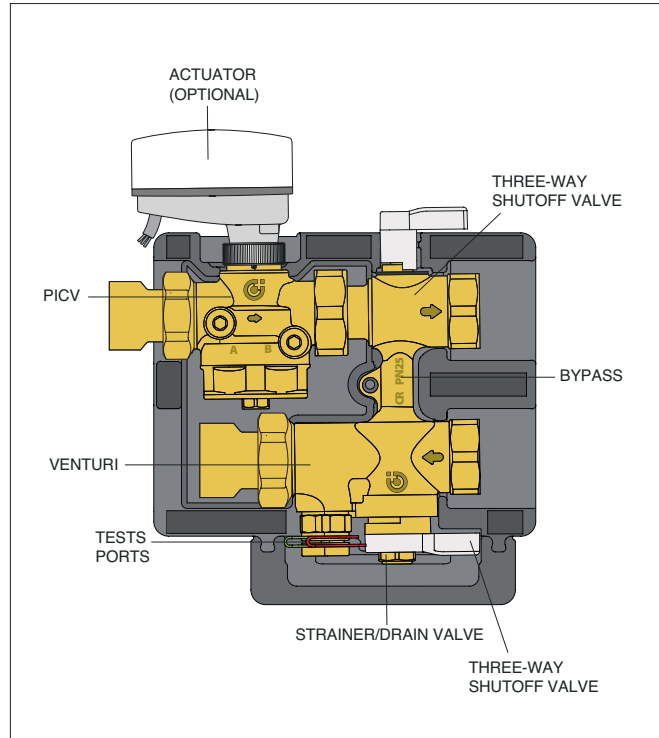 ACTUATOR
(OPTIONAL)
THREE-WAY
SHUTOFF VALVE
PICV
A B
BYPASS
CR PN25
VENTURI
TESTS
PORTS
STRAINER/DRAIN VALVE
THREE-WAY
SHUTOFF VALVE